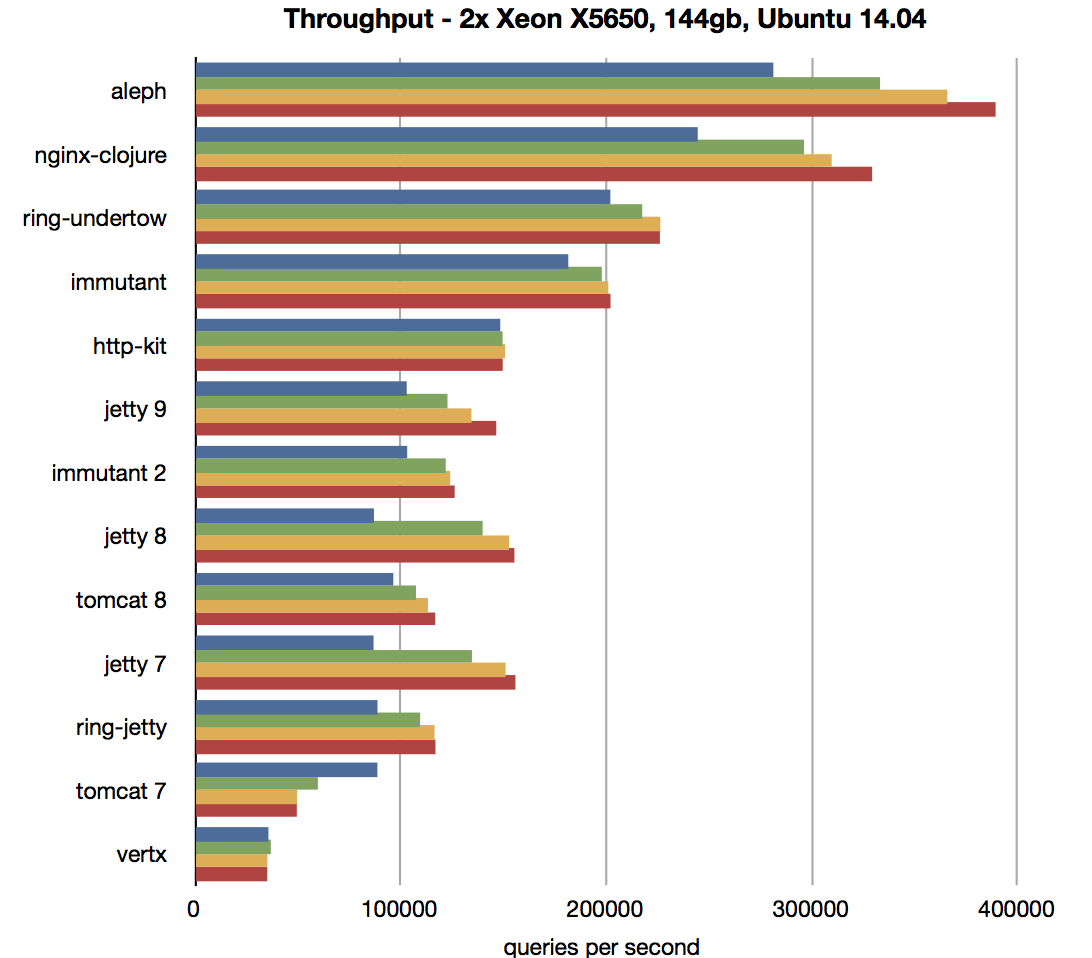 Throughput - 2x Xeon X5650, 144gb, Ubuntu 14.04
aleph
nginx-clojure
ring-undertow
immutant
http-kit
jetty 9
immutant 2
jetty 8
tomcat 8
jetty 7
ring-jetty
tomcat 7
vertx
0 100000 200000 300000 400000
queries per second